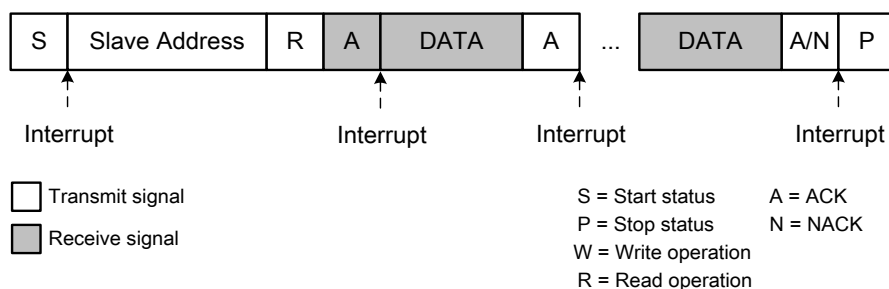 S Slave Address R A DATA A ... DATA A/N P
Interrupt Interrupt Interrupt Interrupt
Transmit signal
Receive signal
S = Start status A = ACK
P = Stop status N = NACK
W = Write operation
R = Read operation